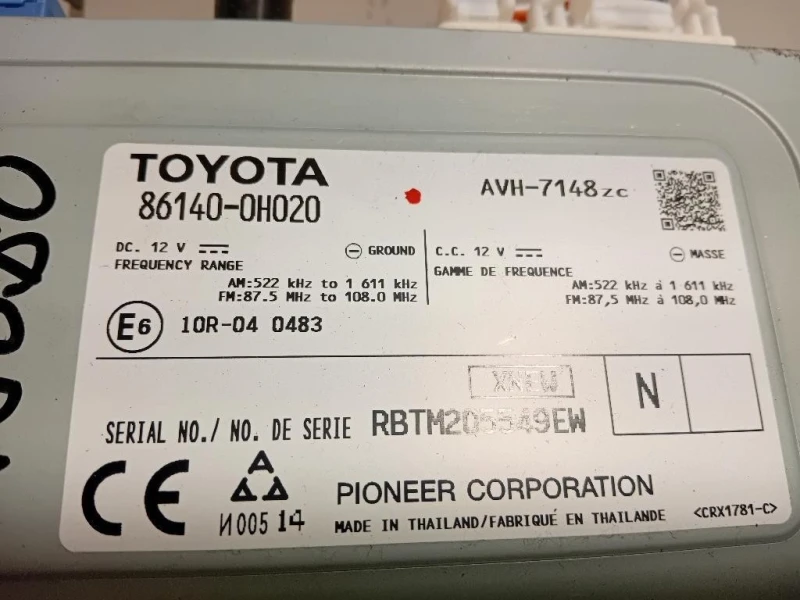 TOYOTA
86140-0H020
AVH-7148zc
DC. 12 V
GROUND
FREQUENCY RANGE
AM:522 kHz to 1 611 kHz
FM:87.5 MHz to 108.0 MHz
C.C. 12 V
MASSE
GAMME DE FREQUENCE
AM:522 kHz à 1 611 kHz
FM:87,5 MHz à 108,0 MHz
E6 10R-04 0483
N
SERIAL NO./ NO. DE SERIE
CE
И00514
PIONEER CORPORATION
MADE IN THAILAND/FABRIQUÉ EN THAILANDE
<CRX1781-C>